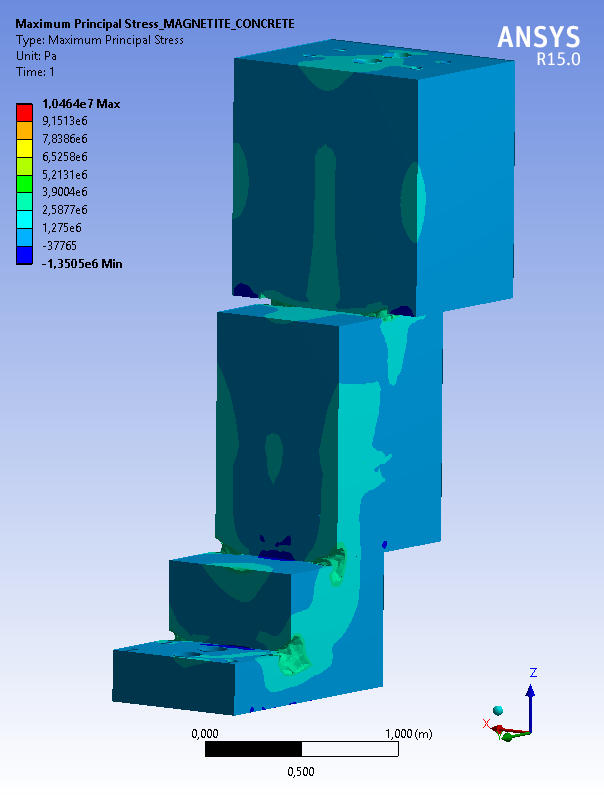 Maximum Principal Stress_MAGNETITE_CONCRETE
Type: Maximum Principal Stress
Unit: Pa
Time: 1
ANSYS
R15.0
1,0464e7 Max
9,1513e6
7,8386e6
6,5258e6
5,2131e6
3,9004e6
2,5877e6
1,275e6
-37765
-1,3505e6 Min
Z
X
Y
0,000
1,000 (m)
0,500